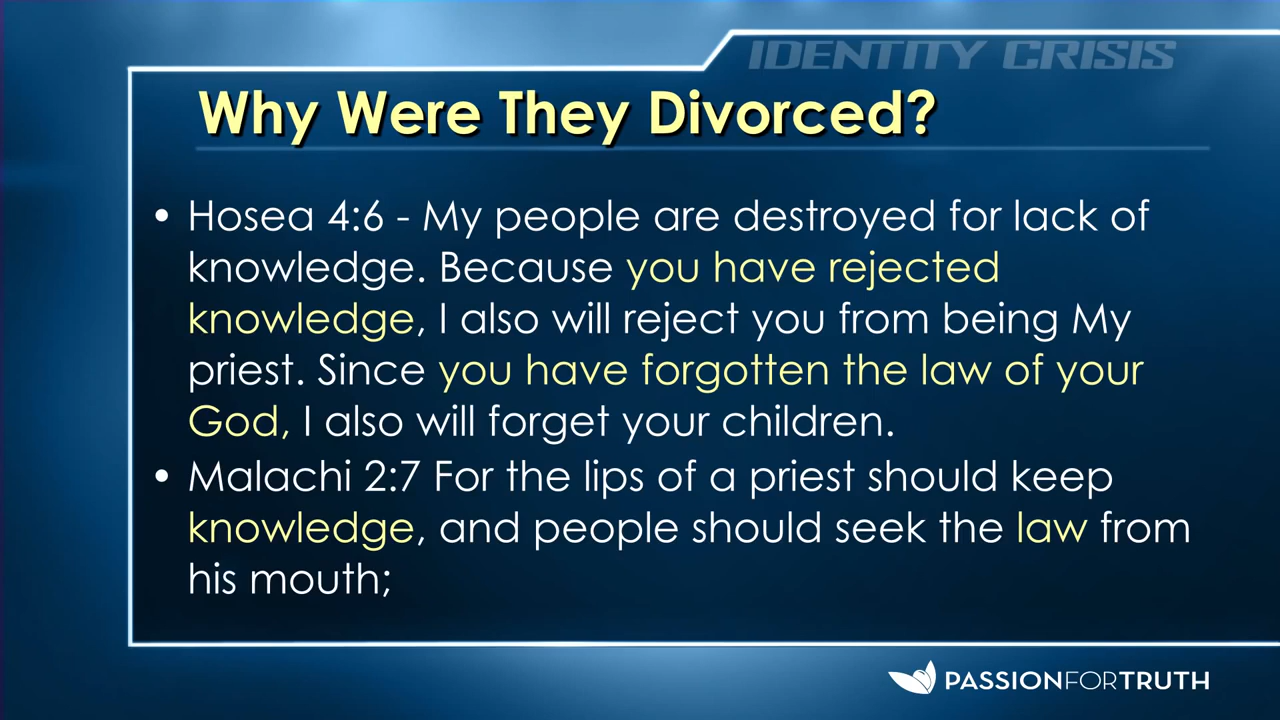 IDENTITY CRISIS
Why Were They Divorced?
• Hosea 4:6 - My people are destroyed for lack of
knowledge. Because you have rejected
knowledge, I also will reject you from being My
priest. Since you have forgotten the law of your
God, I also will forget your children.
• Malachi 2:7 For the lips of a priest should keep
knowledge, and people should seek the law from
his mouth;
PASSIONFORTRUTH